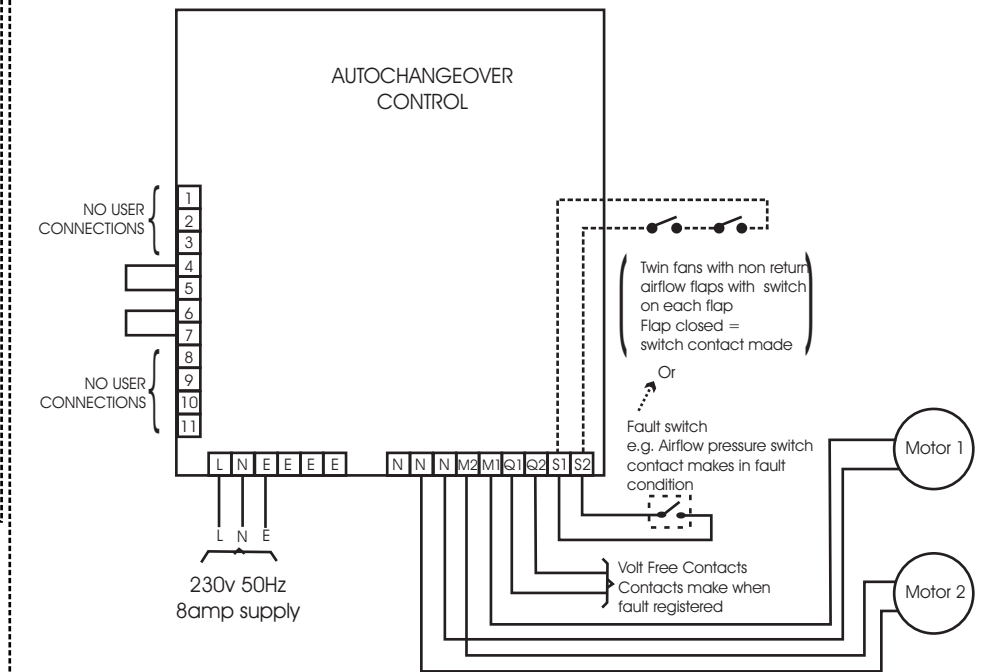 AUTOCHANGEOVER
CONTROL
NO USER
CONNECTIONS
1
2
3
4
5
6
7
8
9
10
11
NO USER
CONNECTIONS
Twin fans with non return
airflow flaps with switch
on each flap
Flap closed =
switch contact made
Or
Fault switch
e.g. Airflow pressure switch
contact makes in fault
condition
L N E E E E
N N N M2 M1 Q1 Q2 S1 S2
L N E
230v 50Hz
8amp supply
Volt Free Contacts
Contacts make when
fault registered
Motor 1
Motor 2